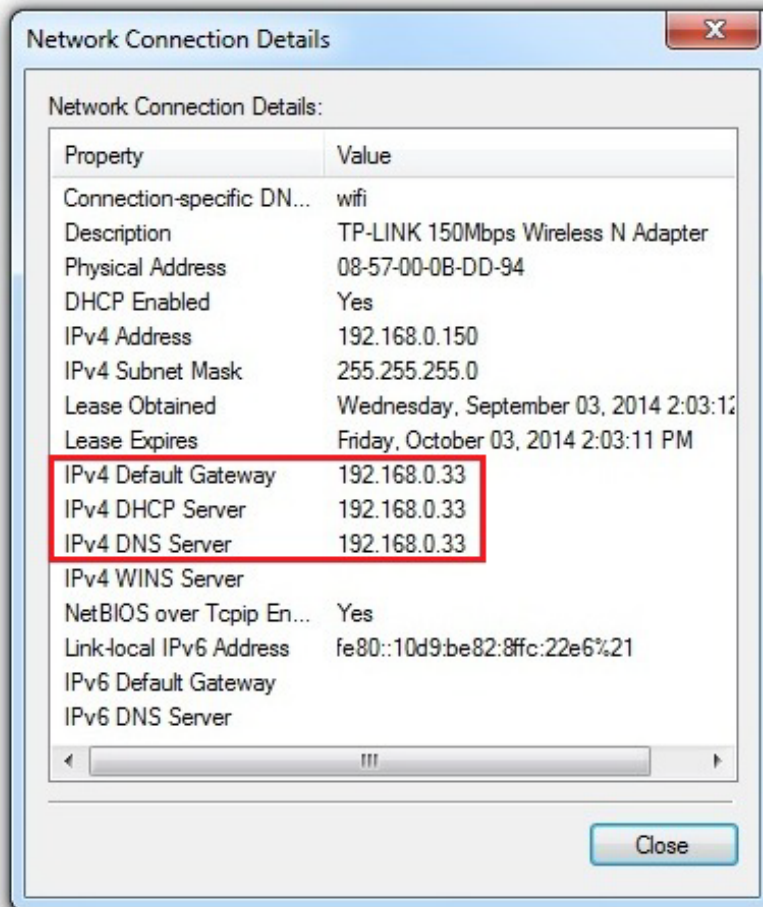 Network Connection Details
Network Connection Details:
Property Value
Connection-specific DN... wifi
Description TP-LINK 150Mbps Wireless N Adapter
Physical Address 08-57-00-0B-DD-94
DHCP Enabled Yes
IPv4 Address 192.168.0.150
IPv4 Subnet Mask 255.255.255.0
Lease Obtained Wednesday, September 03, 2014 2:03:12
Lease Expires Friday, October 03, 2014 2:03:11 PM
IPv4 Default Gateway 192.168.0.33
IPv4 DHCP Server 192.168.0.33
IPv4 DNS Server 192.168.0.33
IPv4 WINS Server
NetBIOS over Tcpip En... Yes
Link-local IPv6 Address fe80::10d9:be82:8ffc:22e6%21
IPv6 Default Gateway
IPv6 DNS Server
Close